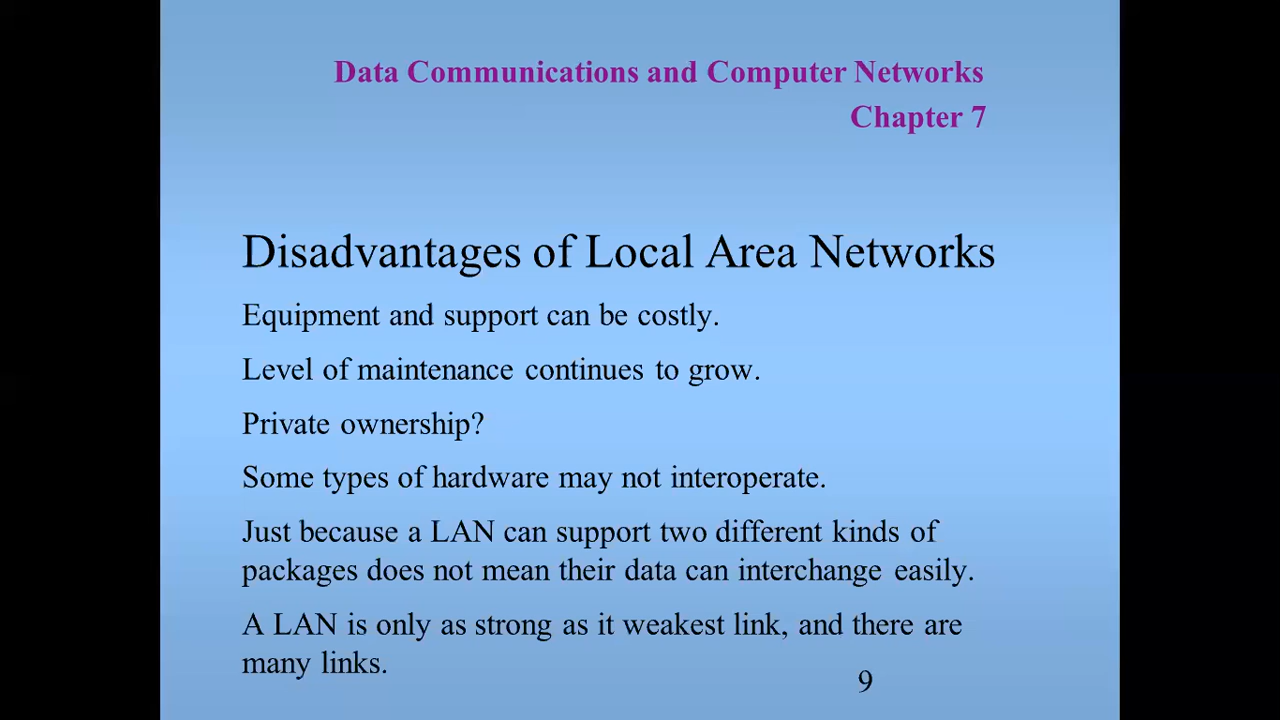 Data Communications and Computer Networks
Chapter 7
Disadvantages of Local Area Networks
Equipment and support can be costly.
Level of maintenance continues to grow.
Private ownership?
Some types of hardware may not interoperate.
Just because a LAN can support two different kinds of
packages does not mean their data can interchange easily.
A LAN is only as strong as it weakest link, and there are
many links.
9